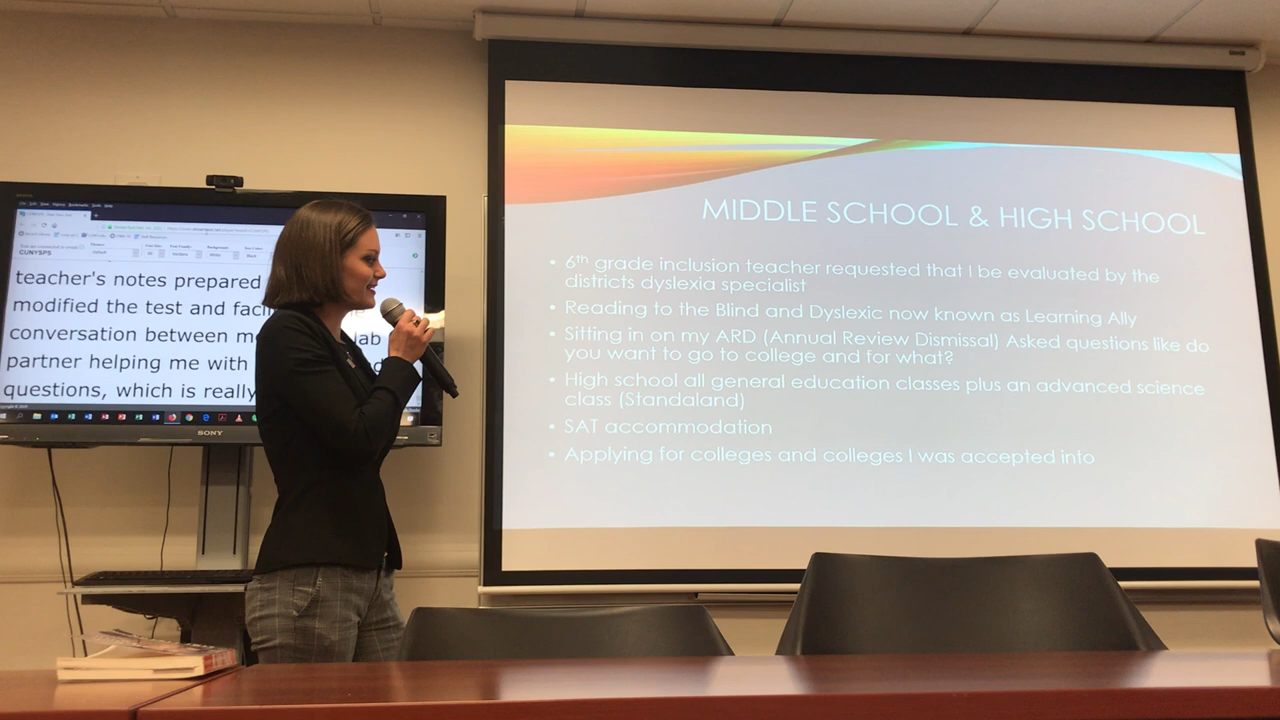 SONY
CUNYSPS
teacher's notes prepared
modified the test and facil
conversation between m lab
partner helping me with
questions, which is really
SONY
MIDDLE SCHOOL & HIGH SCHOOL
• 6th grade inclusion teacher requested that I be evaluated by the
districts dyslexia specialist
• Reading to the Blind and Dyslexic now known as Learning Ally
• Sitting in on my ARD (Annual Review Dismissal) Asked questions like do
you want to go to college and for what?
• High school all general education classes plus an advanced science
class (Standaland)
• SAT accommodation
• Applying for colleges and colleges I was accepted into